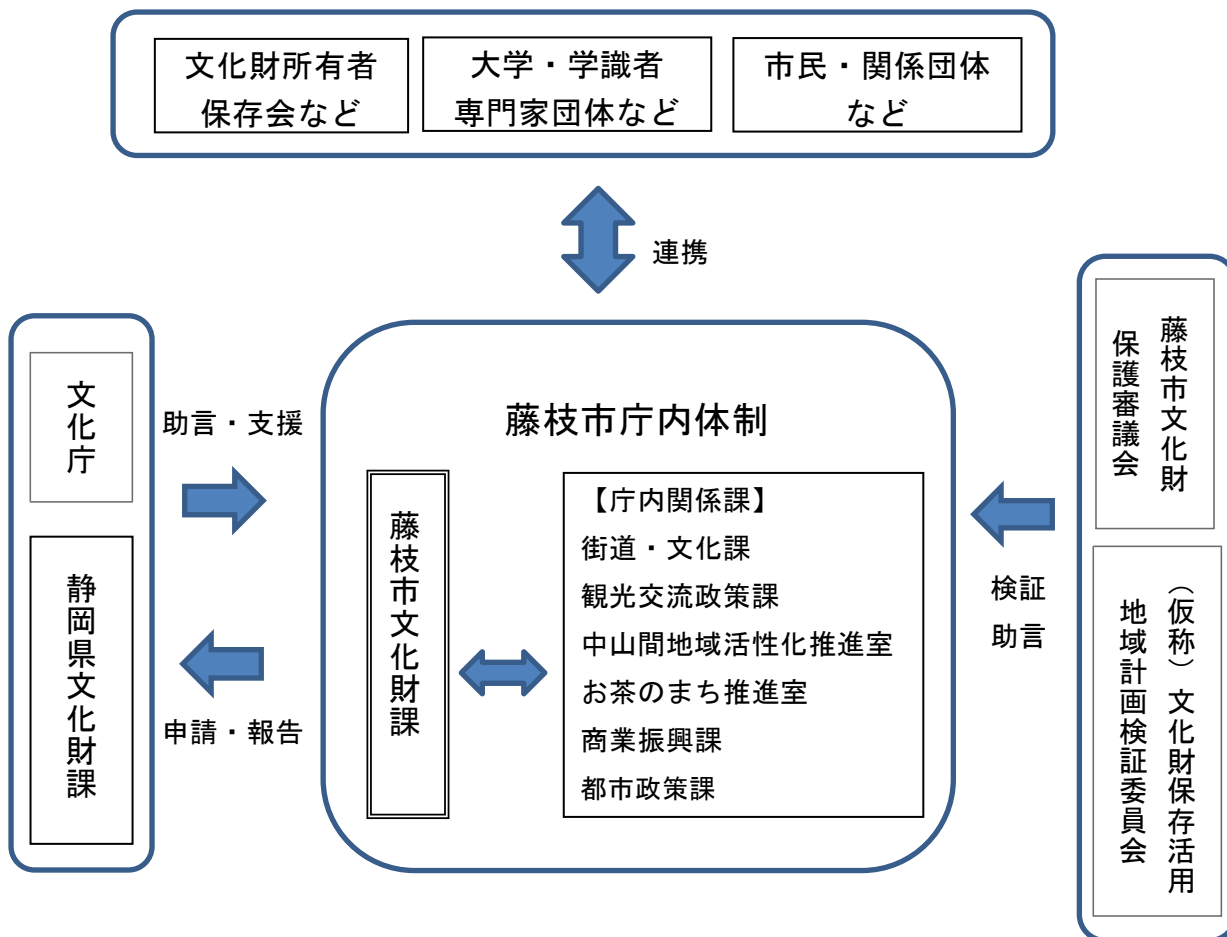 文化財所有者
保存会など
大学・学識者
専門家団体など
市民・関係団体
など
連携
文化庁
静岡県文化財課
助言・支援
申請・報告
藤枝市庁内体制
藤枝市文化財課
【庁内関係課】
街道・文化課
観光交流政策課
中山間地域活性化推進室
お茶のまち推進室
商業振興課
都市政策課
検証
助言
藤枝市文化財
保護審議会
（仮称）文化財保存活用
地域計画検証委員会